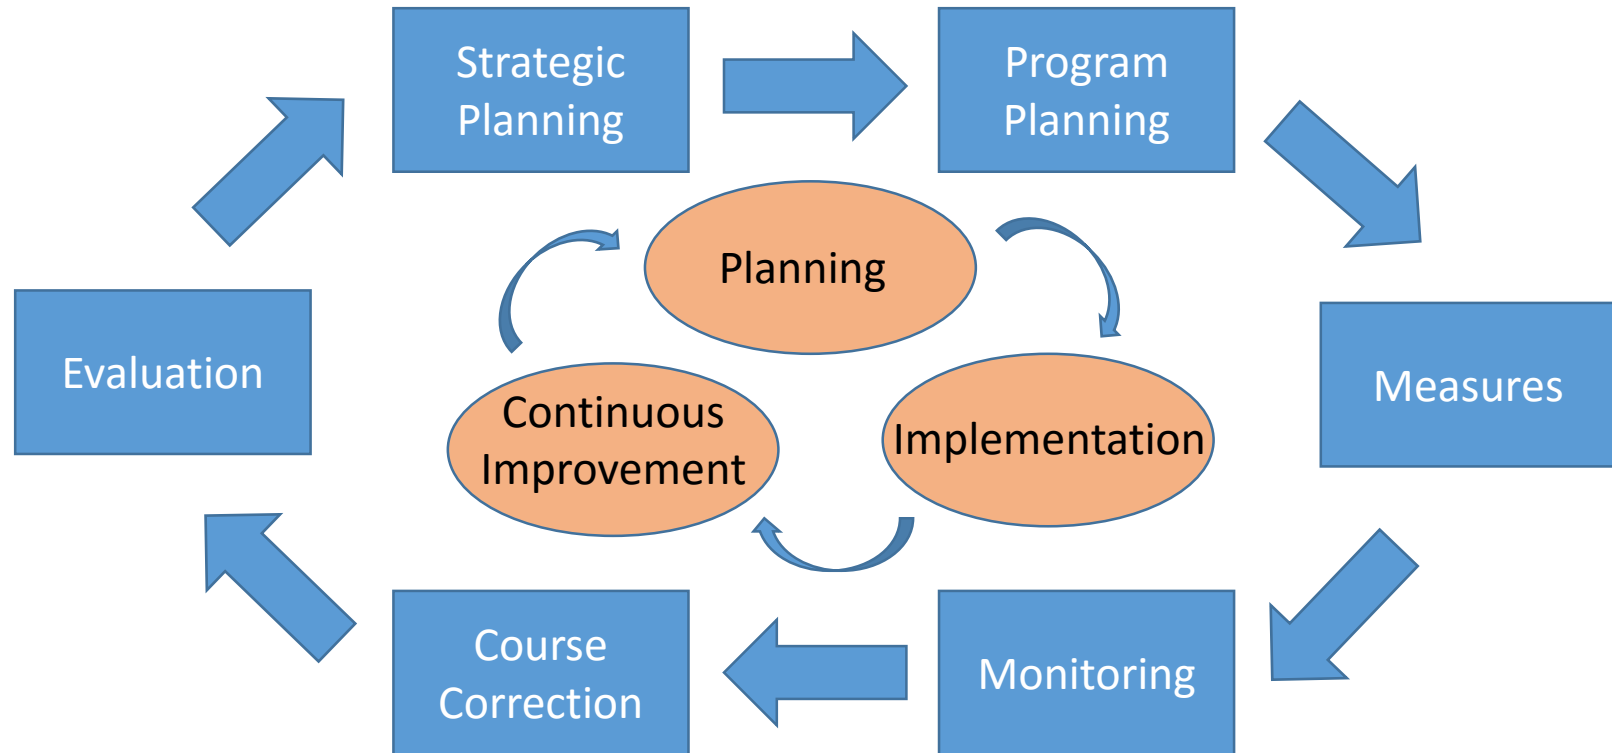 Strategic
Planning
Program
Planning
Planning
Evaluation
Measures
Continuous
Improvement
Implementation
Course
Correction
Monitoring